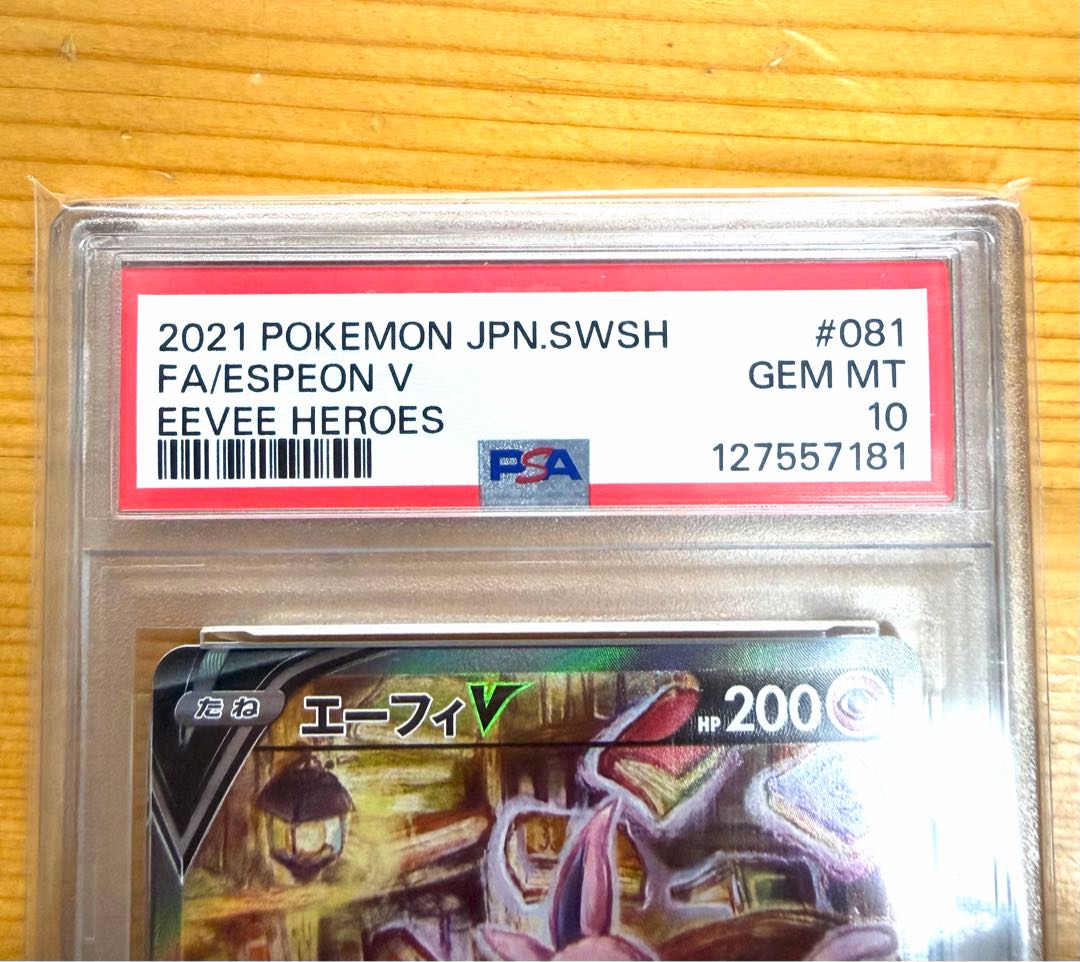 2021 POKEMON JPN.SWSH #081
FA/ESPEON V GEM MT
EEVEE HEROES 10
PSA 127557181
たね エーフィV HP 200